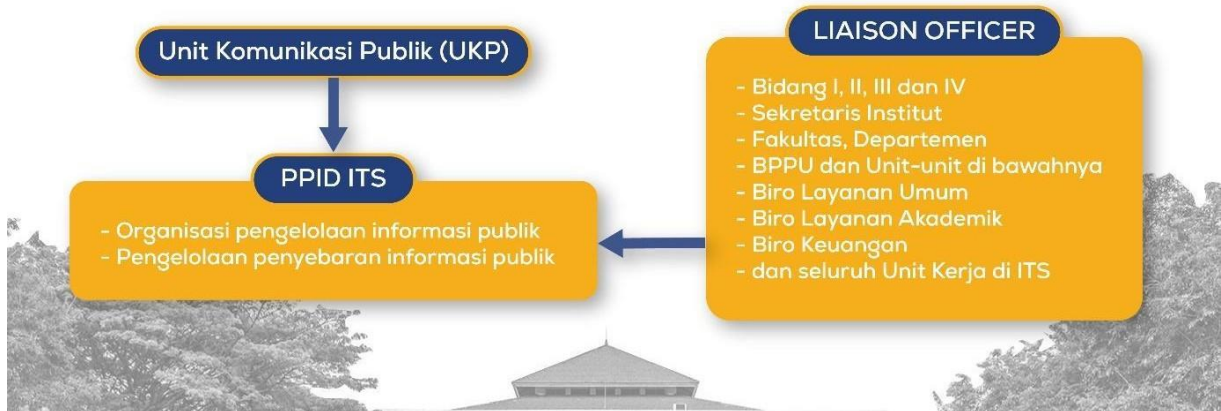 Unit Komunikasi Publik (UKP)
PPID ITS
- Organisasi pengelolaan informasi publik
- Pengelolaan penyebaran informasi publik
LIAISON OFFICER
- Bidang I, II, III dan IV
- Sekretaris Institut
- Fakultas, Departemen
- BPPU dan Unit-unit di bawahnya
- Biro Layanan Umum
- Biro Layanan Akademik
- Biro Keuangan
- dan seluruh Unit Kerja di ITS